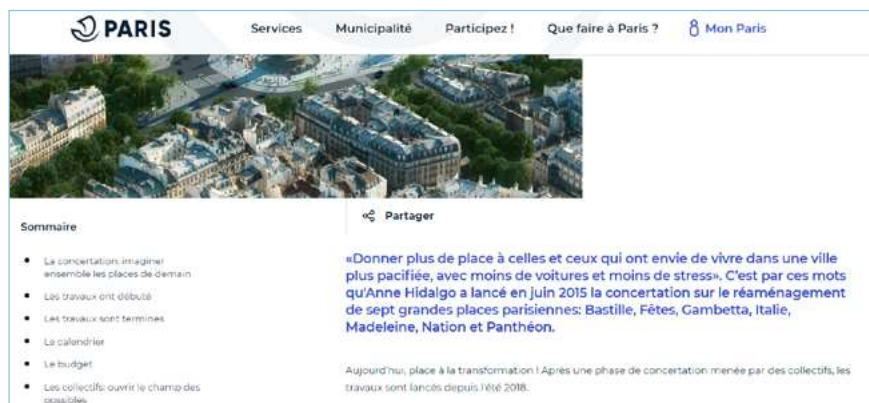 PARIS
Services Municipalité Participez ! Que faire à Paris ? Mon Paris
Sommaire
La concertation: imaginer
ensemble les places de demain
Les travaux ont débuté
Les travaux sont terminés
Le calendrier
Le budget
Les collectifs: ouvrir le champ des
possibles
Partager
«Donner plus de place à celles et ceux qui ont envie de vivre dans une ville
plus pacifiée, avec moins de voitures et moins de stress». C'est par ces mots
qu'Anne Hidalgo a lancé en juin 2015 la concertation sur le réaménagement
de sept grandes places parisiennes: Bastille, Fêtes, Gambetta, Italie,
Madeleine, Nation et Panthéon.
Aujourd'hui, place à la transformation ! Après une phase de concertation menée par des collectifs, les
travaux sont lancés depuis l'été 2018.